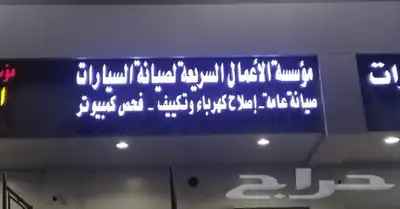 مؤسسة الأعمال السريعة لصيانة السيارات
صيانة عامة - إصلاح كهرباء وتكييف - فحص كمبيوتر
حراج